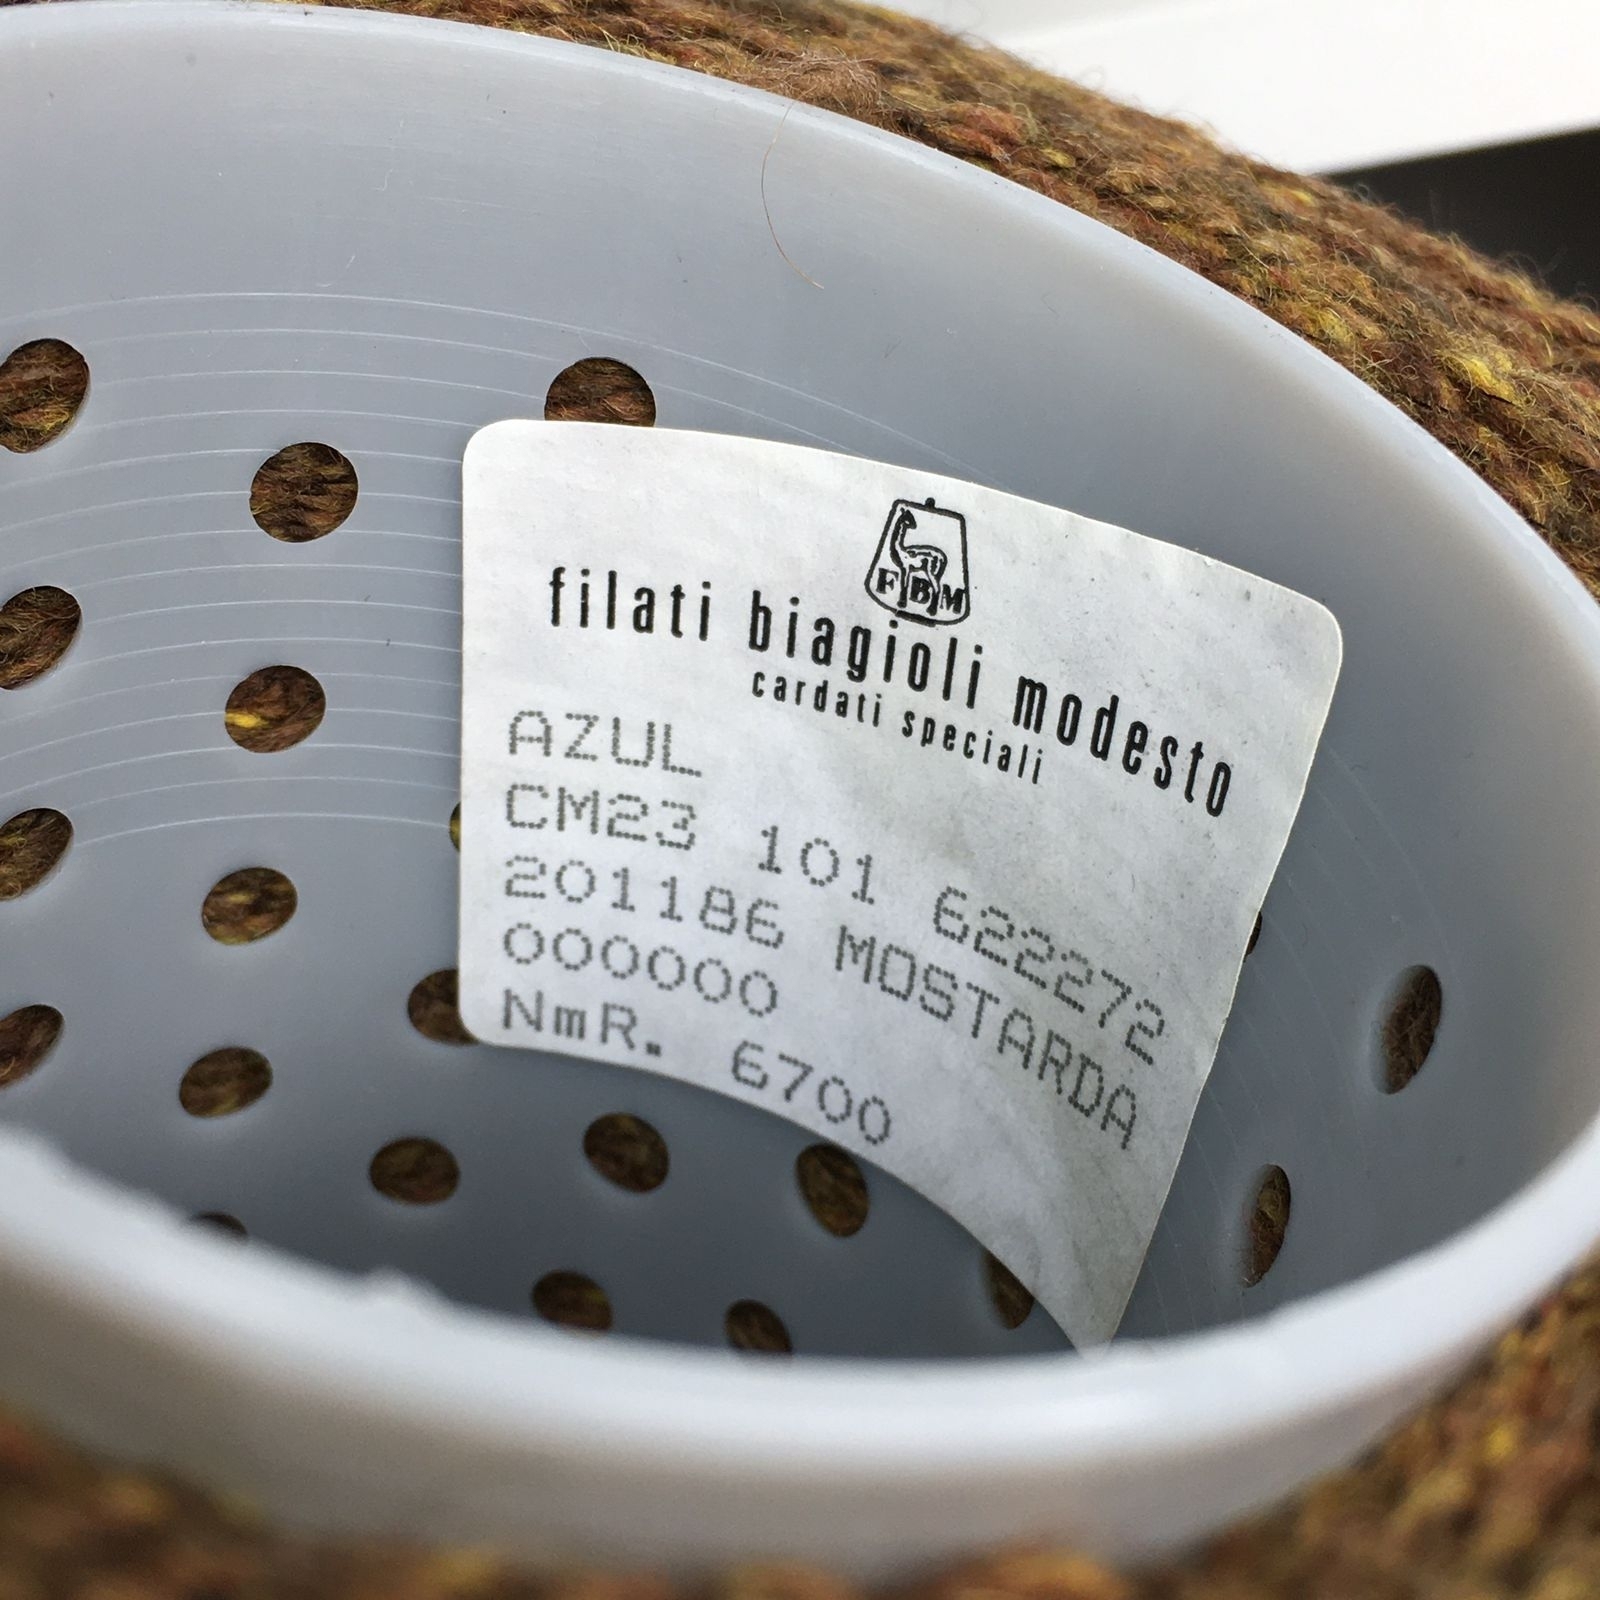 FBM
filati biagioli modesto
cardati speciali
AZUL
CM23 101 622272
201186 MOSTARDA
000000
NmR. 6700